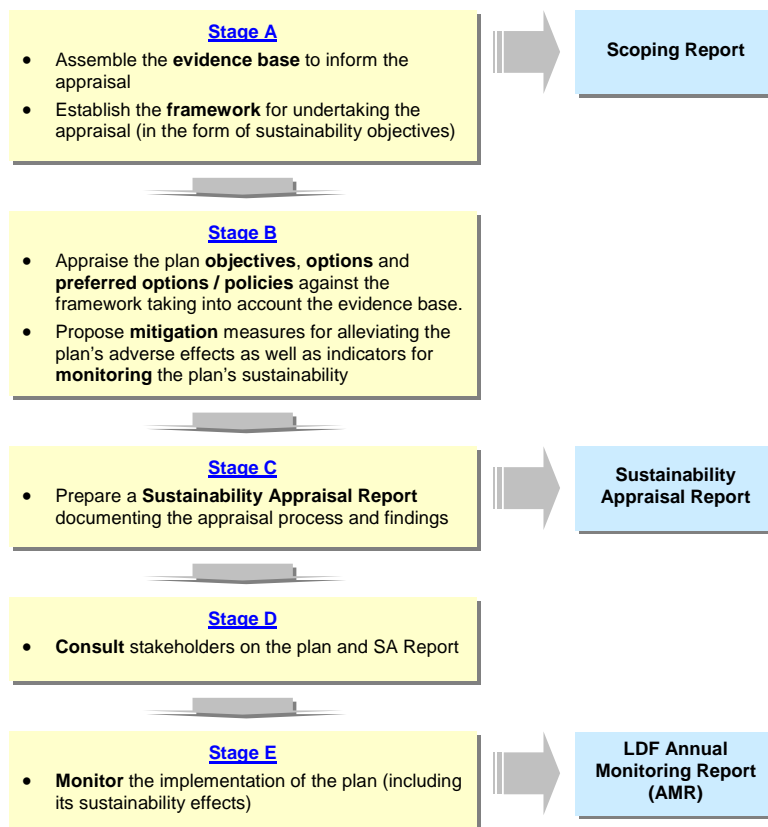 Stage A
• Assemble the evidence base to inform the
appraisal
• Establish the framework for undertaking the
appraisal (in the form of sustainability objectives)
Scoping Report
Stage B
• Appraise the plan objectives, options and
preferred options / policies against the
framework taking into account the evidence base.
• Propose mitigation measures for alleviating the
plan's adverse effects as well as indicators for
monitoring the plan's sustainability
Stage C
• Prepare a Sustainability Appraisal Report
documenting the appraisal process and findings
Sustainability
Appraisal Report
Stage D
• Consult stakeholders on the plan and SA Report
Stage E
• Monitor the implementation of the plan (including
its sustainability effects)
LDF Annual
Monitoring Report
(AMR)